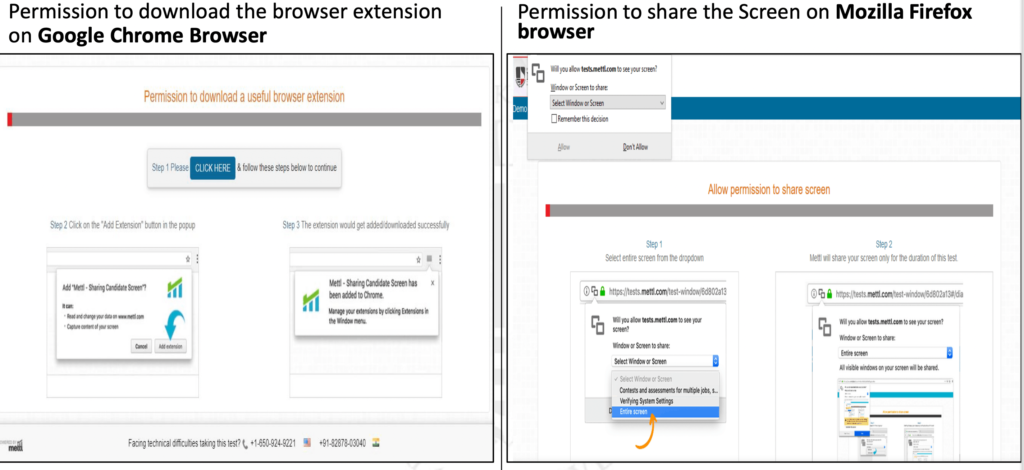 Permission to download the browser extension
on Google Chrome Browser
Permission to download a useful browser extension
Step 1 Please CLICK HERE & follow these steps below to continue
Step 2 Click on the "Add Extension" button in the popup
Add "Mettl - Sharing Candidate Screen"?
It can:
Read and change your data on www.mettl.com
Capture content of your screen
Cancel
Add extension
Step 3 The extension would get added/downloaded successfully
Mettl - Sharing Candidate Screen has
been added to Chrome.
Manage your extensions by clicking Extensions in
the Window menu.
mettl
Facing technical difficulties taking this test? +1-650-924-9221 +91-82878-03040
Permission to share the Screen on Mozilla Firefox
browser
Demo
Will you allow tests.mettl.com to see your screen?
Window or Screen to share:
Select Window or Screen
Remember this decision
Allow
Don't Allow
Allow permission to share screen
Step 1
Select entire screen from the dropdown
https://tests.mettl.com/test-window/6d802a13
Will you allow tests.mettl.com to see your
screen?
Window or Screen to share:
Select Window or Screen
Select Window or Screen
Contests and assessments for multiple jobs, s...
Verifying System Settings
Entire screen
Step 2
Mettl will share your screen only for the duration of this test.
https://tests.mettl.com/test-window/6d802a13#/dia
Will you allow tests.mettl.com to see your screen?
Window or Screen to share:
Entire screen
All visible windows on your screen will be shared.